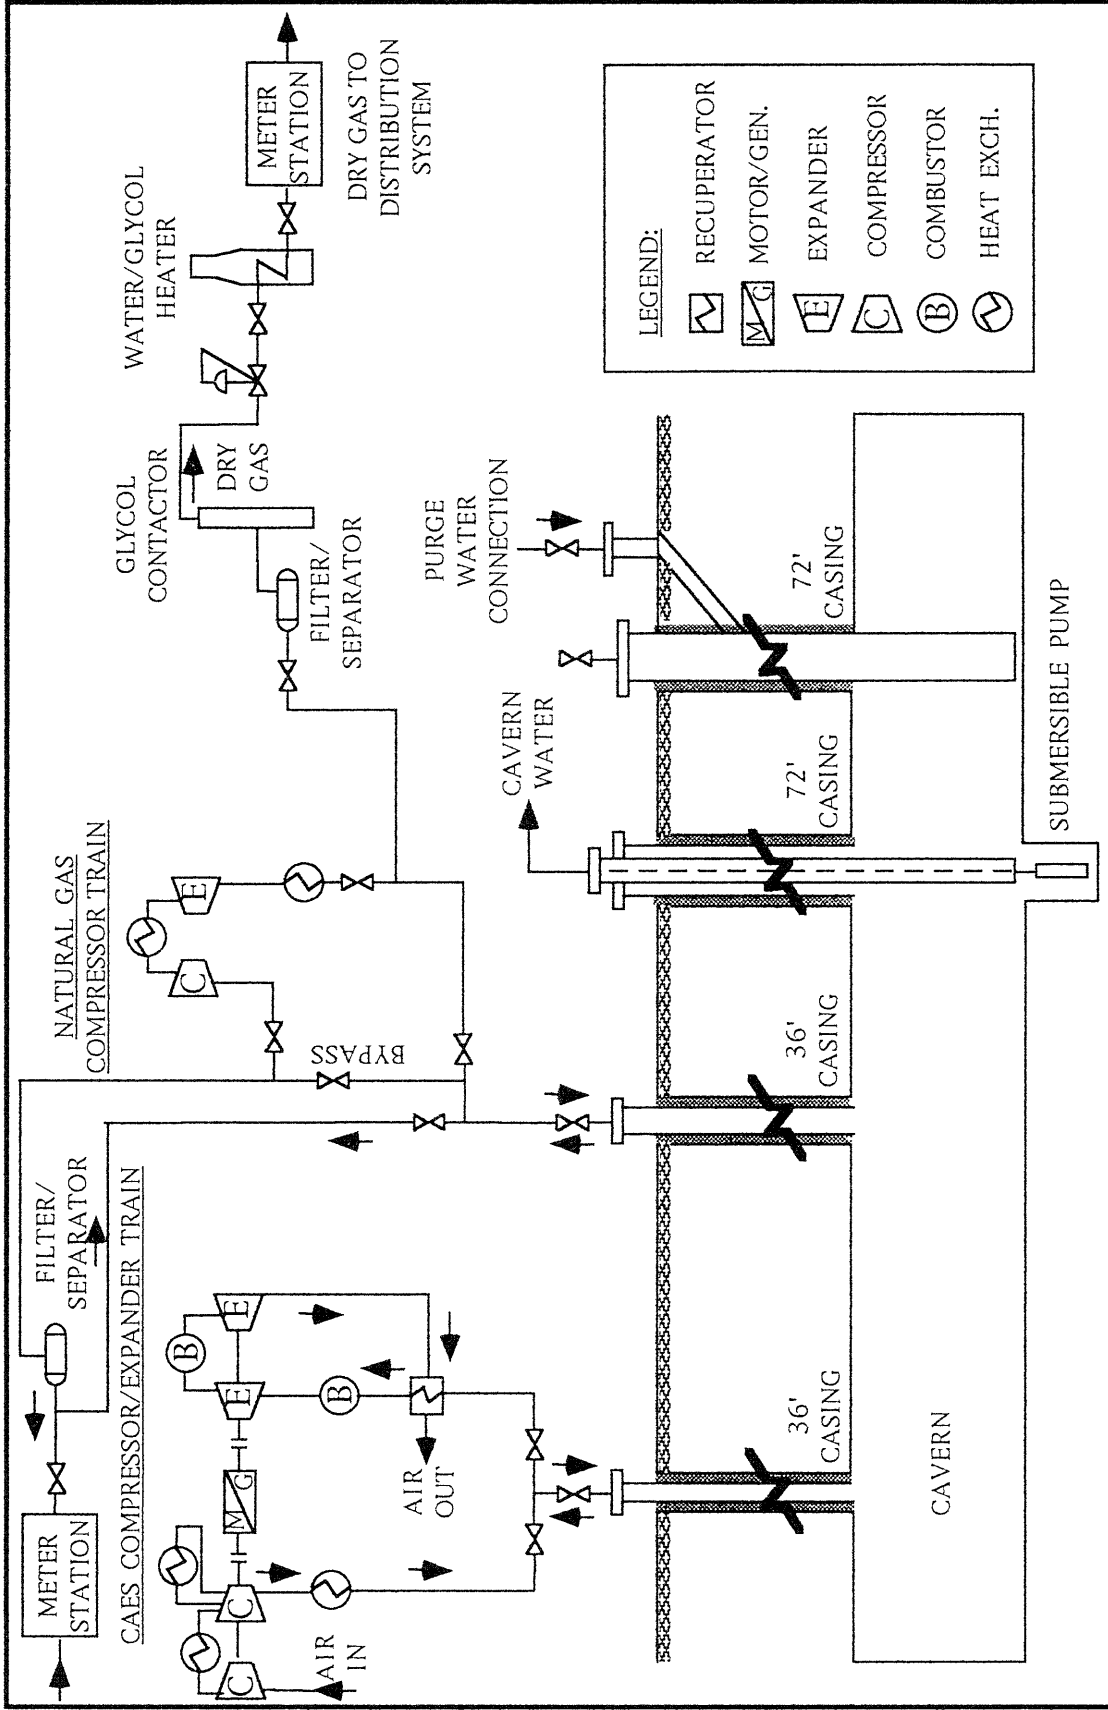 METER
STATION
FILTER/
SEPARATOR
NATURAL GAS
COMPRESSOR TRAIN
C
E
BYPASS
GLYCOL
CONTACTOR
DRY
GAS
FILTER/
SEPARATOR
WATER/GLYCOL
HEATER
METER
STATION
DRY GAS TO
DISTRIBUTION
SYSTEM
CAES COMPRESSOR/EXPANDER TRAIN
C
C
M G
E
B
E
B
AIR
IN
AIR
OUT
CAVERN
WATER
PURGE
WATER
CONNECTION
36'
CASING
36'
CASING
72'
CASING
72'
CASING
CAVERN
SUBMERSIBLE PUMP
LEGEND:
RECUPERATOR
M G MOTOR/GEN.
E EXPANDER
C COMPRESSOR
B COMBUSTOR
HEAT EXCH.